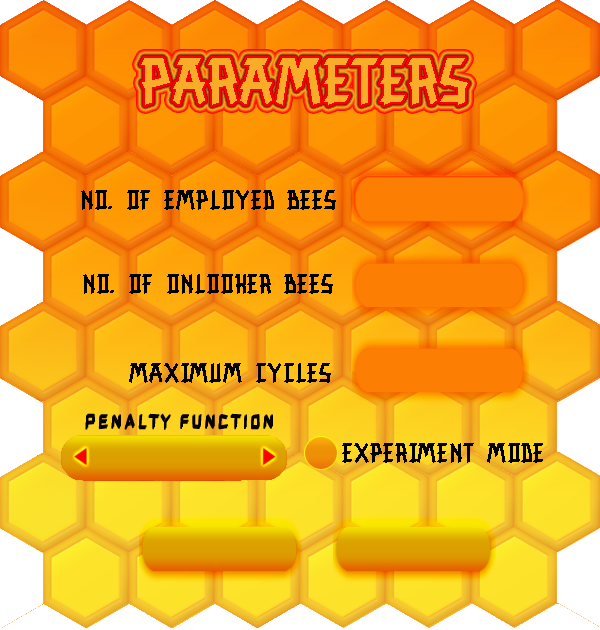 PARAMETERS
NO. OF EMPLOYED BEES
NO. OF ONLOOKER BEES
MAXIMUM CYCLES
PENALTY FUNCTION
EXPERIMENT MODE